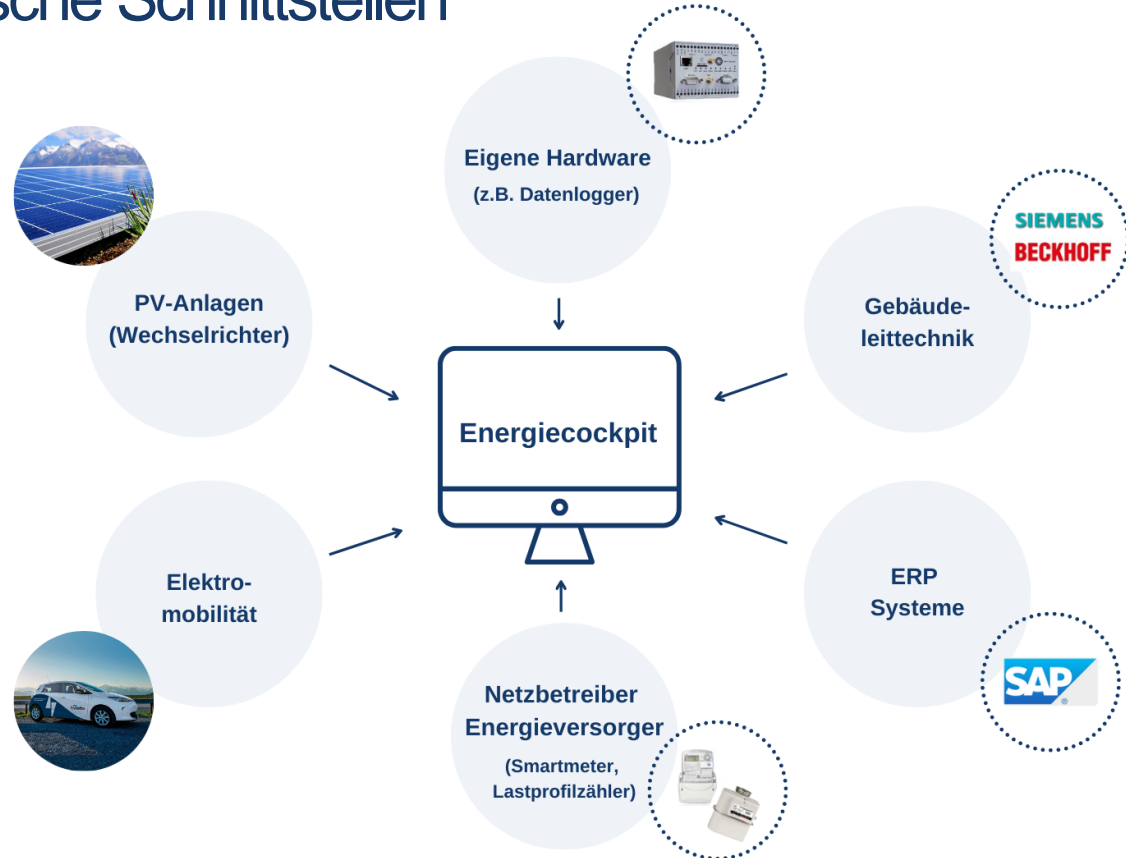 sche Schnittstellen
Eigene Hardware
(z.B. Datenlogger)
SIEMENS
BECKHOFF
PV-Anlagen
(Wechselrichter)
Gebäude-
leittechnik
Energiecockpit
Elektro-
mobilität
ERP
Systeme
SAP
Netzbetreiber
Energieversorger
(Smartmeter,
Lastprofilzähler)